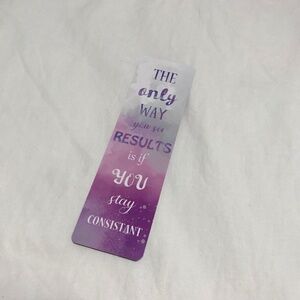 THE
only
WAY
you see
RESULTS
is if
YOU
stay
CONSISTANT